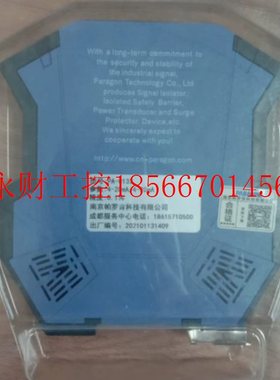 With a long-term commitment to
the security and stability of
the industrial signal,
Paragon Technology Co.,Ltd
produces Signal Isolator,
Isolated Safety Barrier,
Power Transducer and Surge
Protector, Device,etc.
We sincerely expect to
cooperate with you!
http://www.cn-paragon.com
永财工控18566701456
南京帕罗肯科技有限公司
成都服务中心电话: 18615710500
出厂编号: 202101131409
合格证